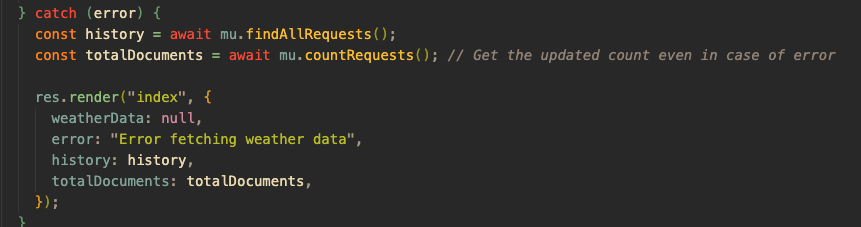 } catch (error) {
const history = await mu.findAllRequests();
const totalDocuments = await mu.countRequests(); // Get the updated count even in case of error
res.render("index", {
weatherData: null,
error: "Error fetching weather data",
history: history,
totalDocuments: totalDocuments,
});
}